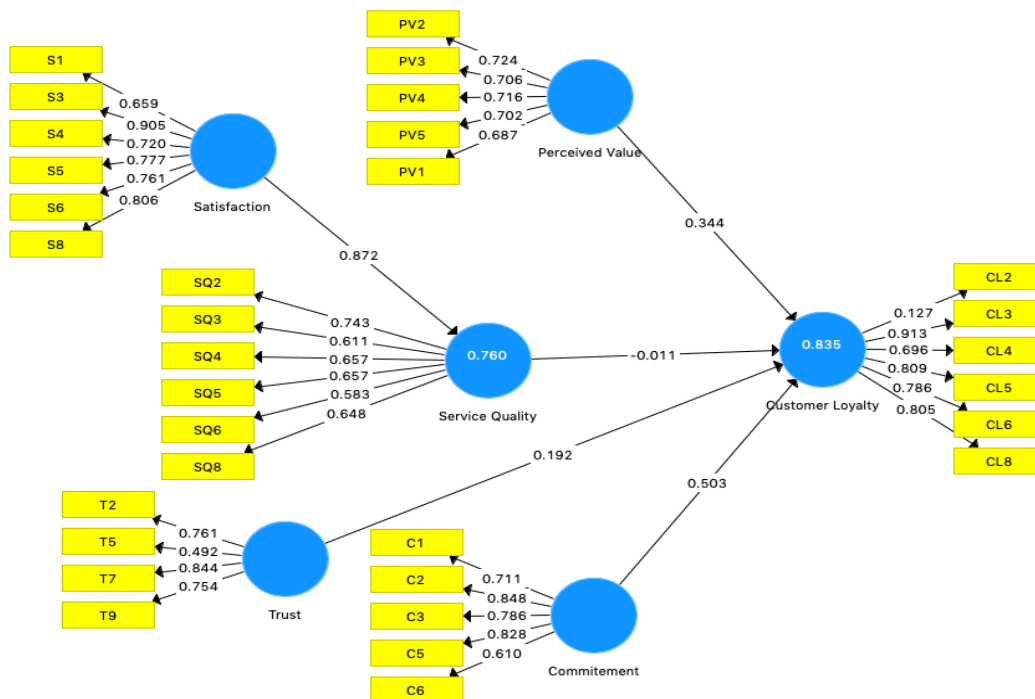 PV2
PV3
PV4
PV5
PV1
0.724
0.706
0.716
0.702
0.687
Perceived Value
S1
S3
S4
S5
S6
S8
0.659
0.905
0.720
0.777
0.761
0.806
Satisfaction
0.872
0.344
SQ2
SQ3
SQ4
SQ5
SQ6
SQ8
0.743
0.611
0.657
0.657
0.583
0.648
0.760
Service Quality
-0.011
0.835
Customer Loyalty
0.127
0.913
0.696
0.809
0.786
0.805
CL2
CL3
CL4
CL5
CL6
CL8
0.192
0.503
T2
T5
T7
T9
0.761
0.492
0.844
0.754
Trust
C1
C2
C3
C5
C6
0.711
0.848
0.786
0.828
0.610
Commitement